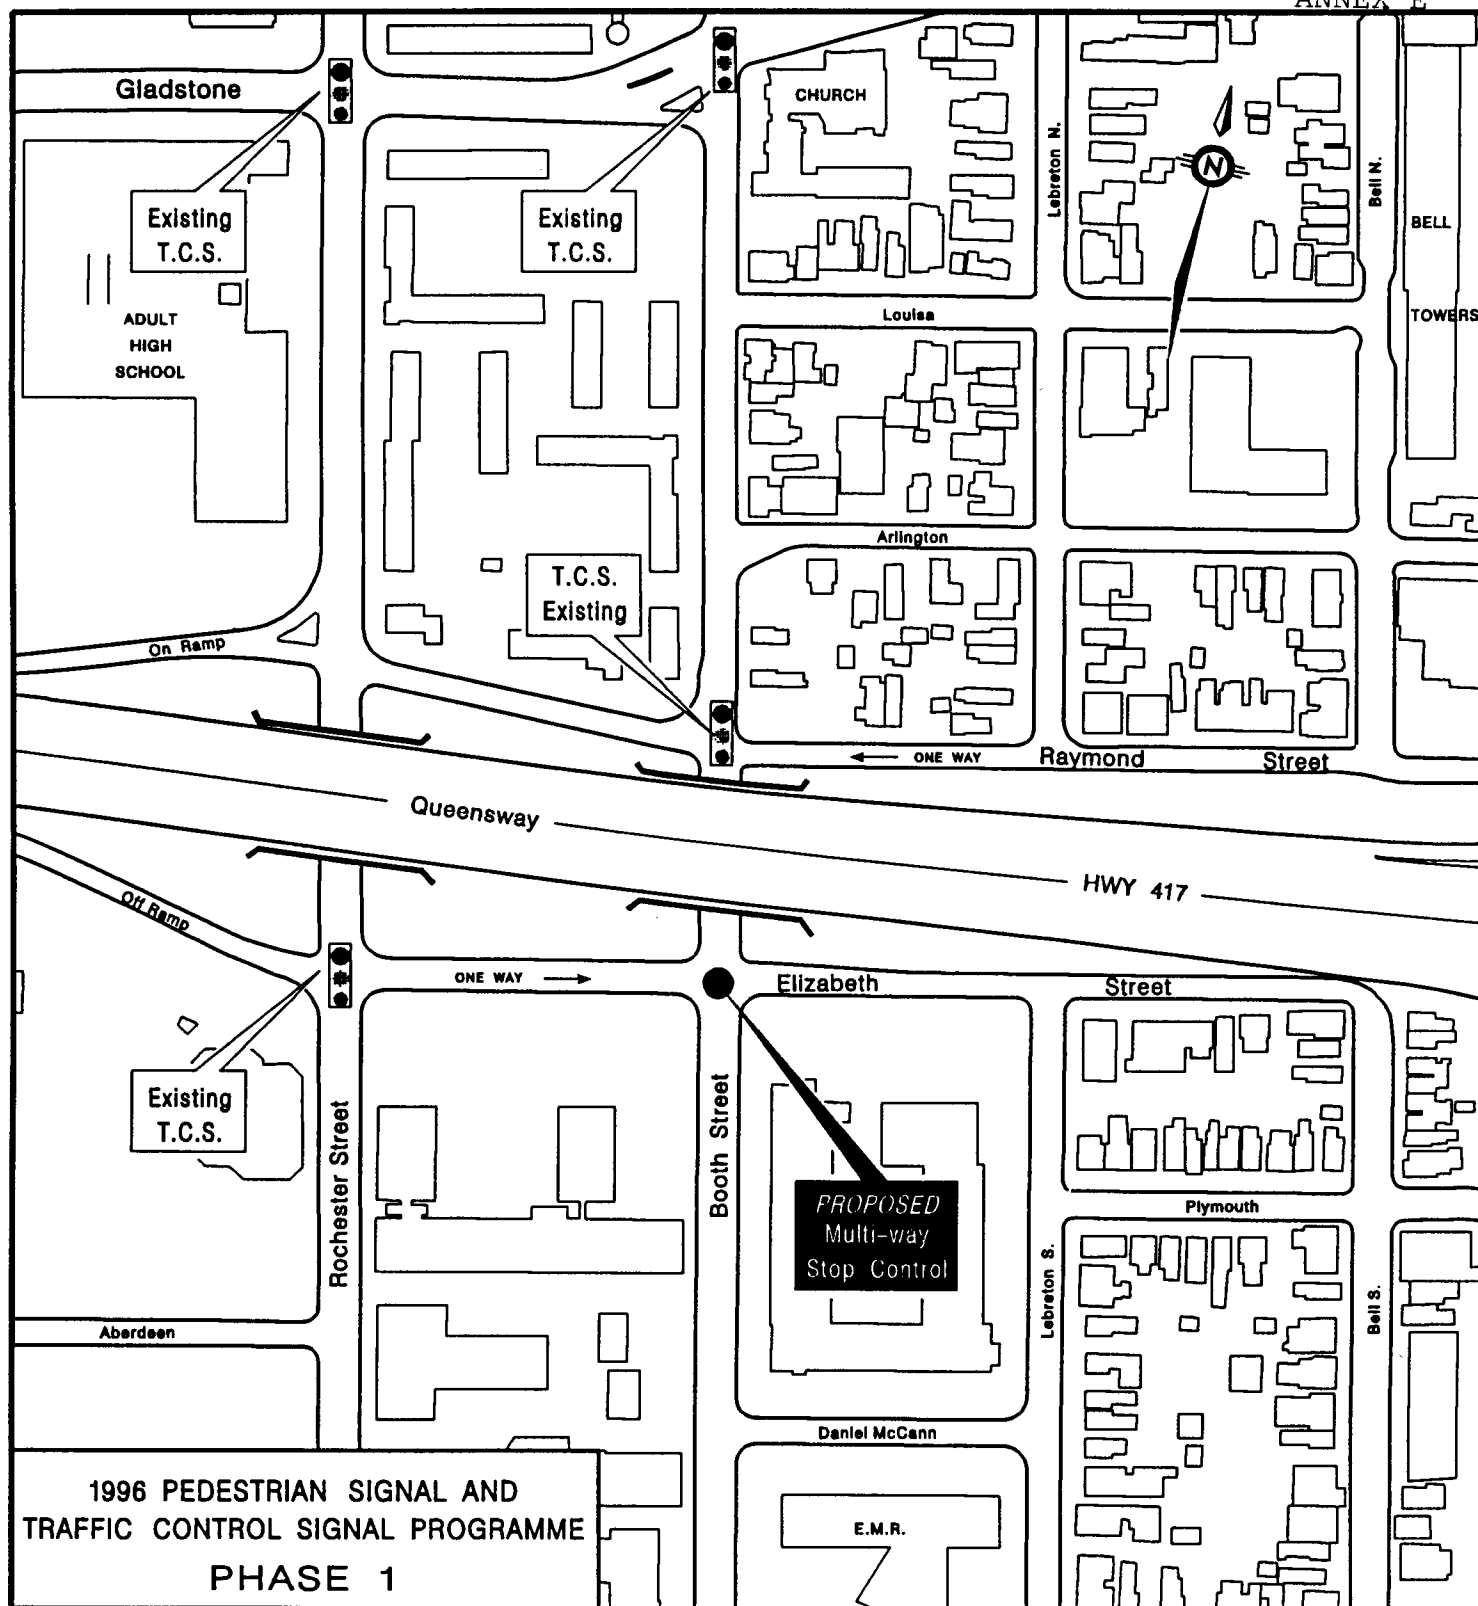 ANNEX E
Gladstone
CHURCH
Lebreton N.
Bell N.
N
Existing
T.C.S.
Existing
T.C.S.
BELL
TOWERS
Louisa
ADULT
HIGH
SCHOOL
Arlington
T.C.S.
Existing
On Ramp
ONE WAY
Raymond
Street
Queensway
HWY 417
Off Ramp
ONE WAY
Elizabeth
Street
Existing
T.C.S.
Rochester Street
Booth Street
PROPOSED
Multi-way
Stop Control
Plymouth
Lebreton S.
Bell S.
Aberdeen
Daniel McCann
E.M.R.
1996 PEDESTRIAN SIGNAL AND
TRAFFIC CONTROL SIGNAL PROGRAMME
PHASE 1